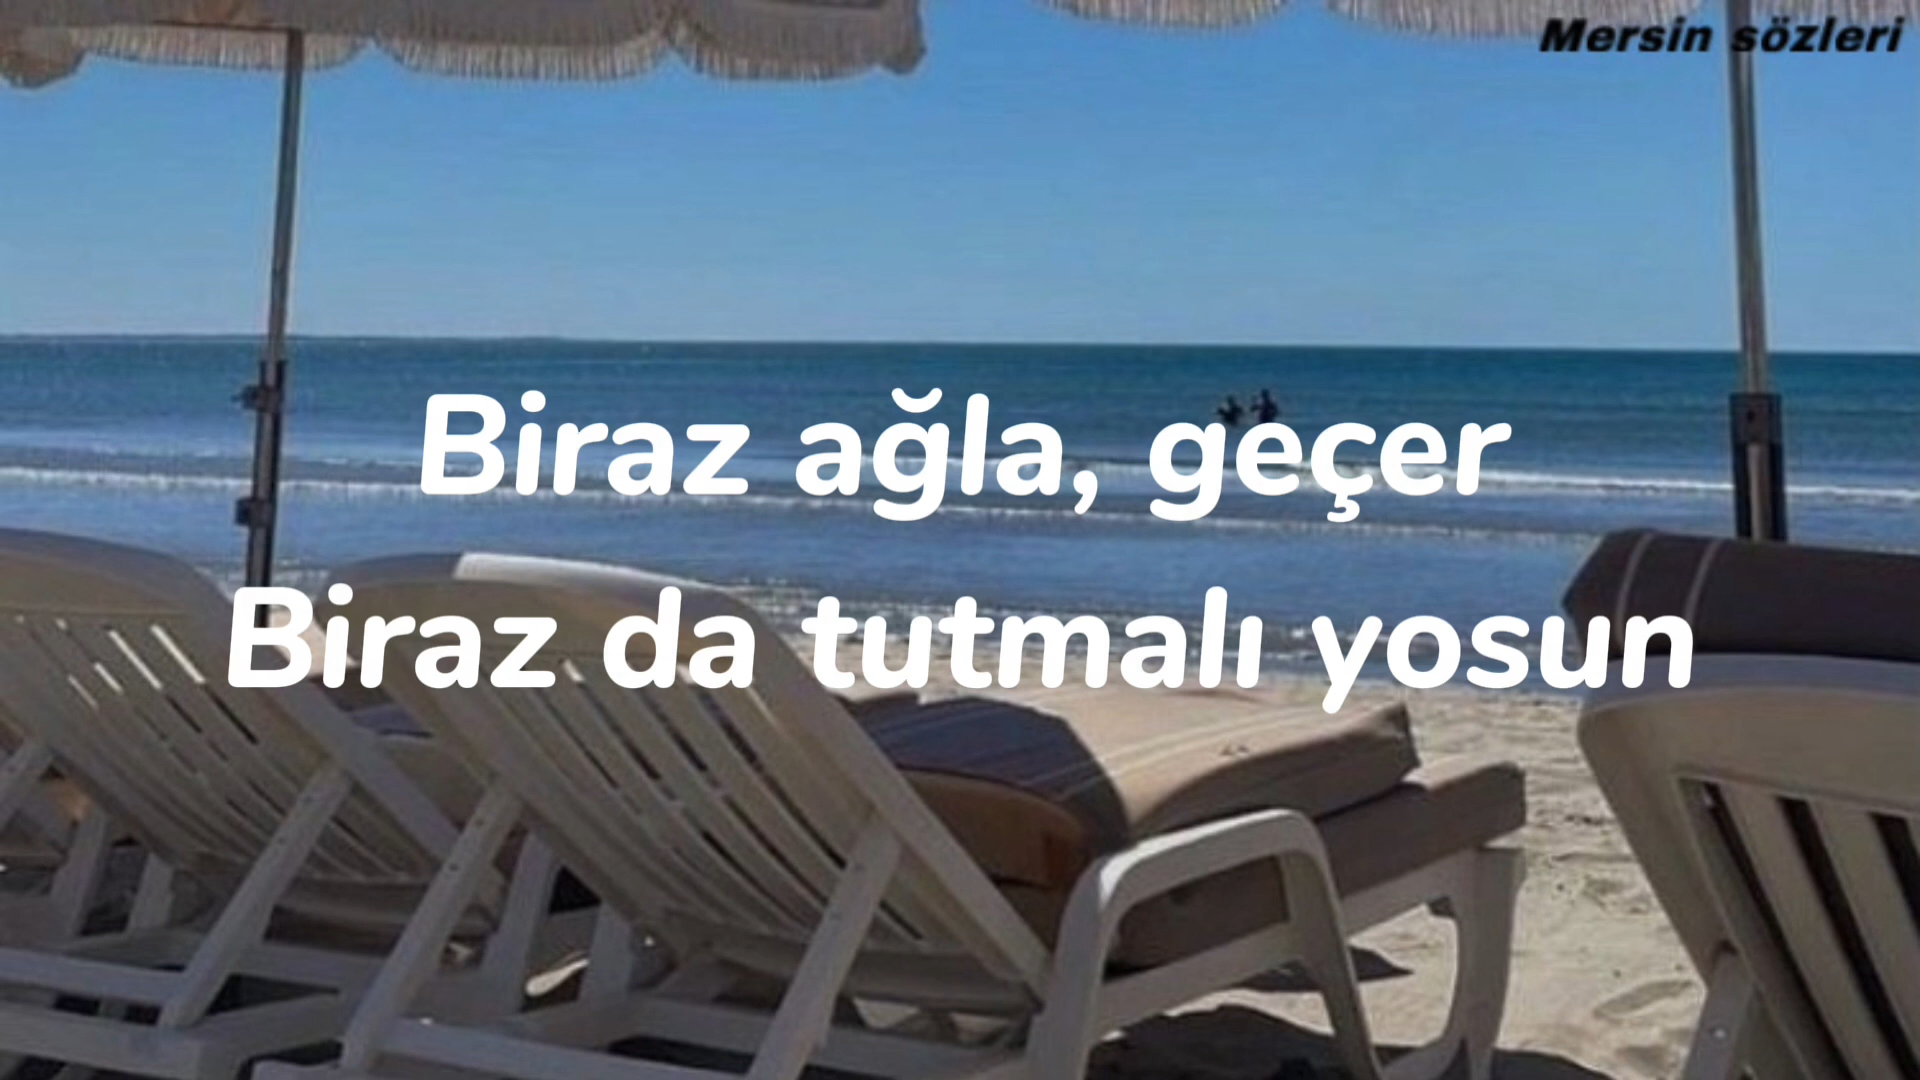 Mersin sözleri
Biraz ağla, geçer
Biraz da tutmalı yosun